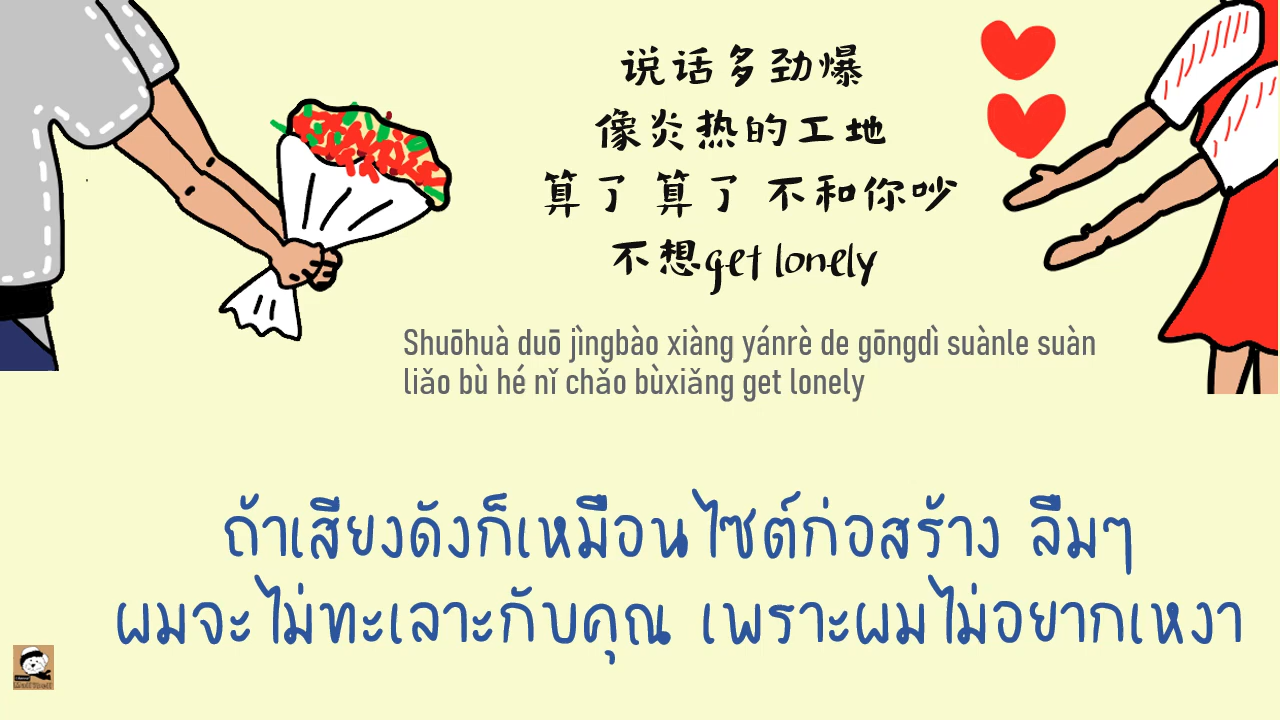 说话多劲爆
像炎热的工地
算了 算了 不和你吵
不想get lonely
Shuōhuà duō jìngbào xiàng yánrè de gōngdì suànle suàn
liǎo bù hé nǐ chǎo bùxiǎng get lonely
ถ้าเสียงดังก็เหมือนไซต์ก่อสร้าง ลืมๆ
ผมจะไม่ทะเลาะกับคุณ เพราะผมไม่อยากเหงา